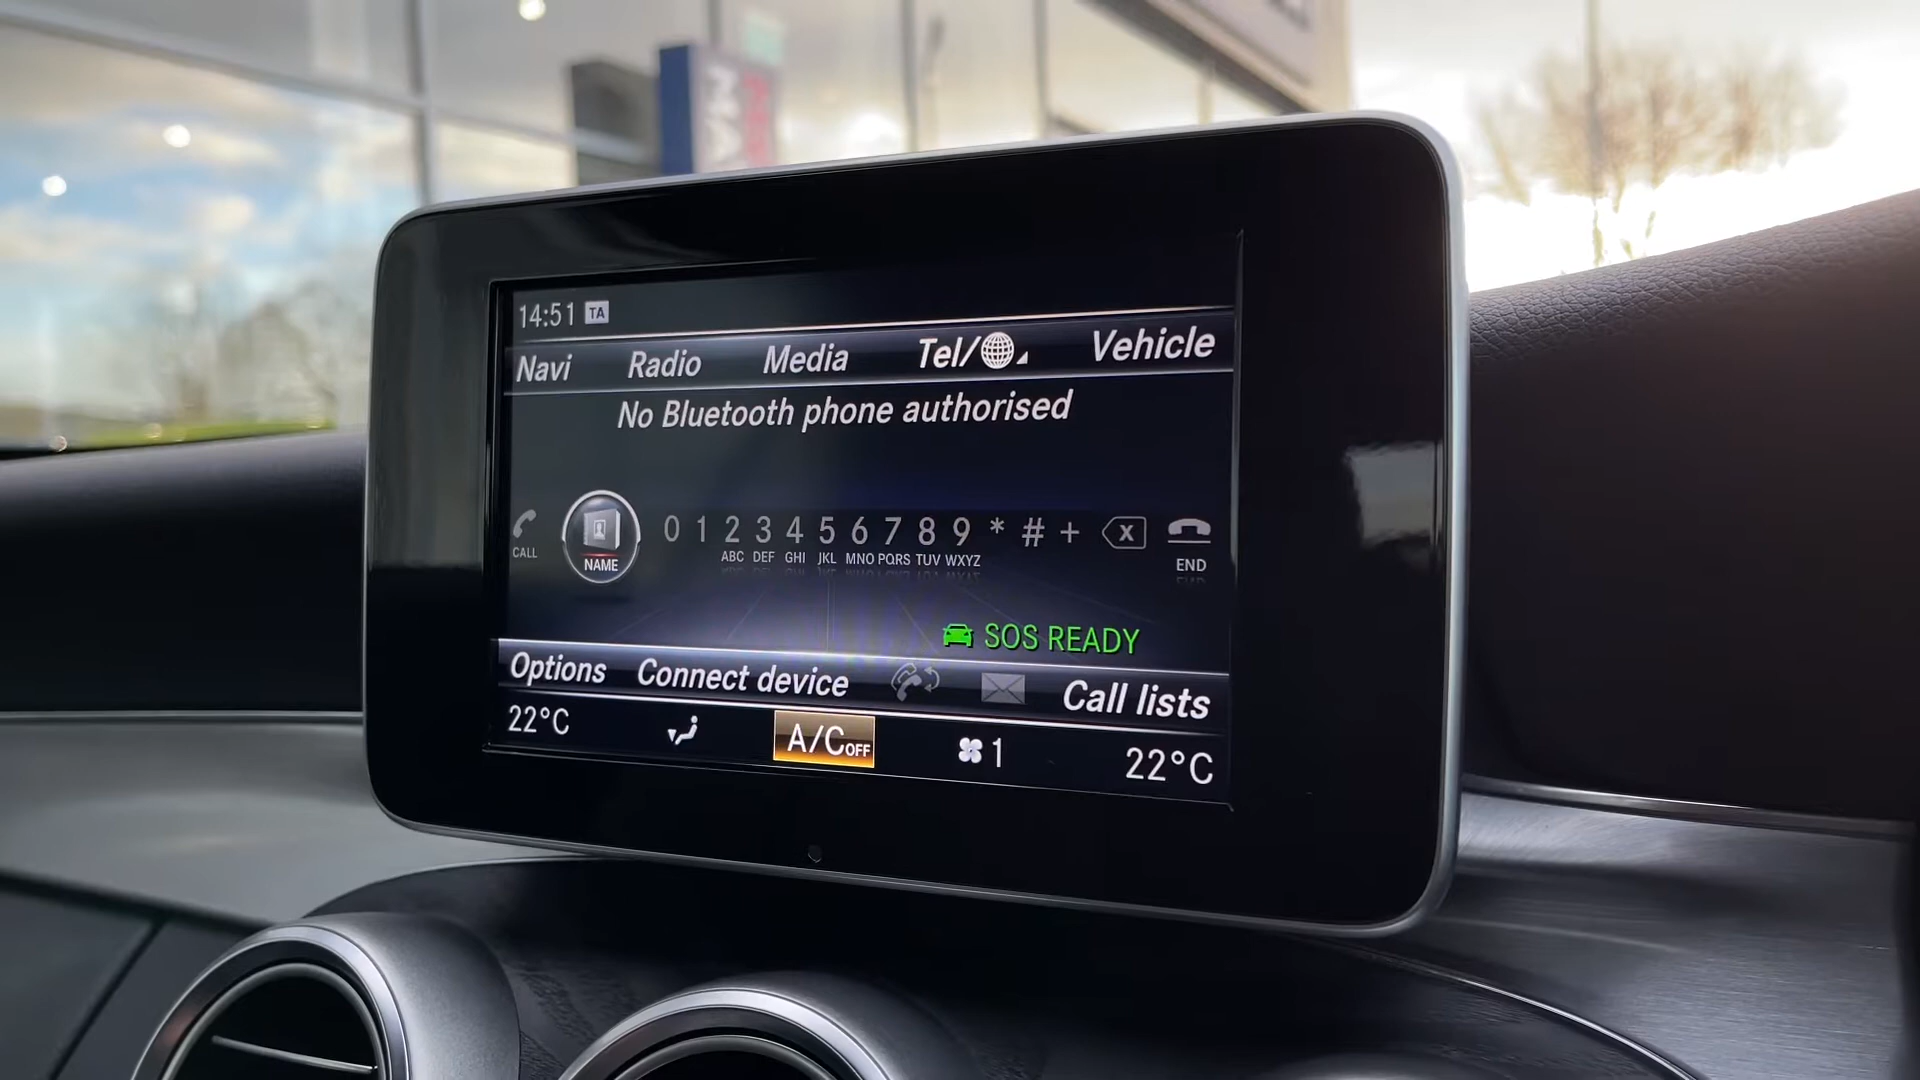 14:51 TA
Navi Radio Media Tel/ Vehicle
No Bluetooth phone authorised
CALL NAME 0 1 2 ABC 3 DEF 4 GHI 5 JKL 6 MNO 7 PQRS 8 TUV 9 WXYZ * # + X END
SOS READY
Options Connect device Call lists
22°C A/C OFF 1 22°C